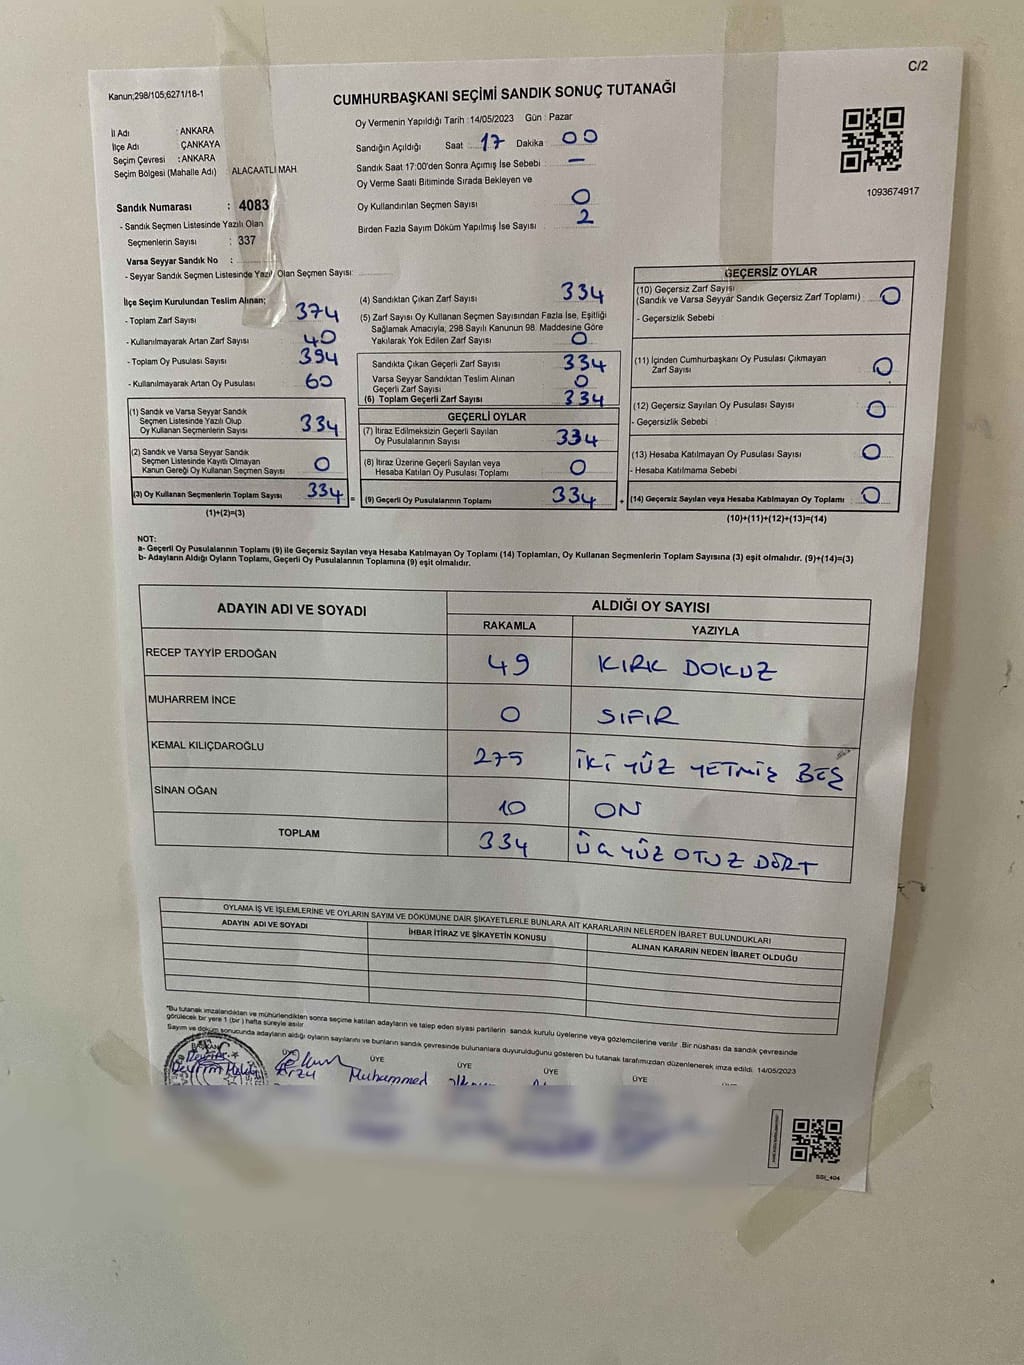 C/2
Kanun;298/105;6271/18-1
CUMHURBAŞKANI SEÇİMİ SANDIK SONUÇ TUTANAĞI
İl Adı : ANKARA
İlçe Adı ÇANKAYA
Seçim Çevresi : ANKARA
Seçim Bölgesi (Mahalle Adı) : ALACAATLI MAH
Oy Vermenin Yapıldığı Tarih :14/05/2023 Gün : Pazar
Sandığın Açıldığı Saat 17 Dakika 00
Sandık Saat 17:00'den Sonra Açımış İse Sebebi –
Oy Verme Saati Bitiminde Sırada Bekleyen ve
Oy Kullandırılan Seçmen Sayısı 0
Birden Fazla Sayım Döküm Yapılmış İse Sayısı 2
1093674917
Sandık Numarası : 4083
- Sandık Seçmen Listesinde Yazılı Olan
Seçmenlerin Sayısı : 337
Varsa Seyyar Sandık No :
- Seyyar Sandık Seçmen Listesinde Yazılı Olan Seçmen Sayısı:
İlçe Seçim Kurulundan Teslim Alınan;
- Toplam Zarf Sayısı 374
- Kullanılmayarak Artan Zarf Sayısı 40
- Toplam Oy Pusulası Sayısı 394
- Kullanılmayarak Artan Oy Pusulası 60
(1) Sandık ve Varsa Seyyar Sandık
Seçmen Listesinde Yazılı Olup
Oy Kullanan Seçmenlerin Sayısı 334
(2) Sandık ve Varsa Seyyar Sandık
Seçmen Listesinde Kayıtlı Olmayan
Kanun Gereği Oy Kullanan Seçmen Sayısı 0
(3) Oy Kullanan Seçmenlerin Toplam Sayısı 334 =
(1)+(2)=(3)
(4) Sandıktan Çıkan Zarf Sayısı 334
(5) Zarf Sayısı Oy Kullanan Seçmen Sayısından Fazla İse, Eşitliği
Sağlamak Amacıyla, 298 Sayılı Kanunun 98. Maddesine Göre
Yakılarak Yok Edilen Zarf Sayısı 0
Sandıkta Çıkan Geçerli Zarf Sayısı 334
Varsa Seyyar Sandıktan Teslim Alınan
Geçerli Zarf Sayısı 0
(6) Toplam Geçerli Zarf Sayısı 334
GEÇERLİ OYLAR
(7) İtiraz Edilmeksizin Geçerli Sayılan
Oy Pusulalarının Sayısı 334
(8) İtiraz Üzerine Geçerli Sayılan veya
Hesaba Katılan Oy Pusulası Toplamı 0
(9) Geçerli Oy Pusulalarının Toplamı 334 +
GEÇERSİZ OYLAR
(10) Geçersiz Zarf Sayısı
(Sandık ve Varsa Seyyar Sandık Geçersiz Zarf Toplamı) 0
- Geçersizlik Sebebi :
(11) İçinden Cumhurbaşkanı Oy Pusulası Çıkmayan
Zarf Sayısı 0
(12) Geçersiz Sayılan Oy Pusulası Sayısı 0
- Geçersizlik Sebebi :
(13) Hesaba Katılmayan Oy Pusulası Sayısı 0
- Hesaba Katılmama Sebebi :
(14) Geçersiz Sayılan veya Hesaba Katılmayan Oy Toplamı 0
(10)+(11)+(12)+(13)=(14)
NOT:
a- Geçerli Oy Pusulalarının Toplamı (9) ile Geçersiz Sayılan veya Hesaba Katılmayan Oy Toplamı (14) Toplamları, Oy Kullanan Seçmenlerin Toplam Sayısına (3) eşit olmalıdır. (9)+(14)=(3)
b- Adayların Aldığı Oyların Toplamı, Geçerli Oy Pusulalarının Toplamına (9) eşit olmalıdır.
ADAYIN ADI VE SOYADI ALDIĞI OY SAYISI
RAKAMLA YAZIYLA
RECEP TAYYİP ERDOĞAN 49 KIRK DOKUZ
MUHARREM İNCE 0 SIFIR
KEMAL KILIÇDAROĞLU 275 İKİ YÜZ YETMİŞ BEŞ
SİNAN OĞAN 10 ON
TOPLAM 334 ÜÇ YÜZ OTUZ DÖRT
OYLAMA İŞ VE İŞLEMLERİNE VE OYLARIN SAYIM VE DÖKÜMÜNE DAİR ŞİKAYETLERLE BUNLARA AİT KARARLARIN NELERDEN İBARET BULUNDUKLARI
ADAYIN ADI VE SOYADI İHBAR İTİRAZ VE ŞİKAYETİN KONUSU ALINAN KARARIN NEDEN İBARET OLDUĞU
*Bu tutanak imzalandıktan ve mühürlendikten sonra seçime katılan adayların ve talep eden siyasi partilerin sandık kurulu üyelerine veya gözlemcilerine verilir. Bir nüshası da sandık çevresinde
görülecek bir yere 1 (bir) hafta süreyle asılır.
Sayım ve döküm sonucunda adayların aldığı oyların sayılarını ve bunların sandık çevresinde bulunanlara duyurulduğunu gösteren bu tutanak tarafımızdan düzenlenerek imza edildi. 14/05/2023
BAŞKAN ÜYE ÜYE ÜYE ÜYE ÜYE ÜYE
Arzu Muhammed
SSI_404